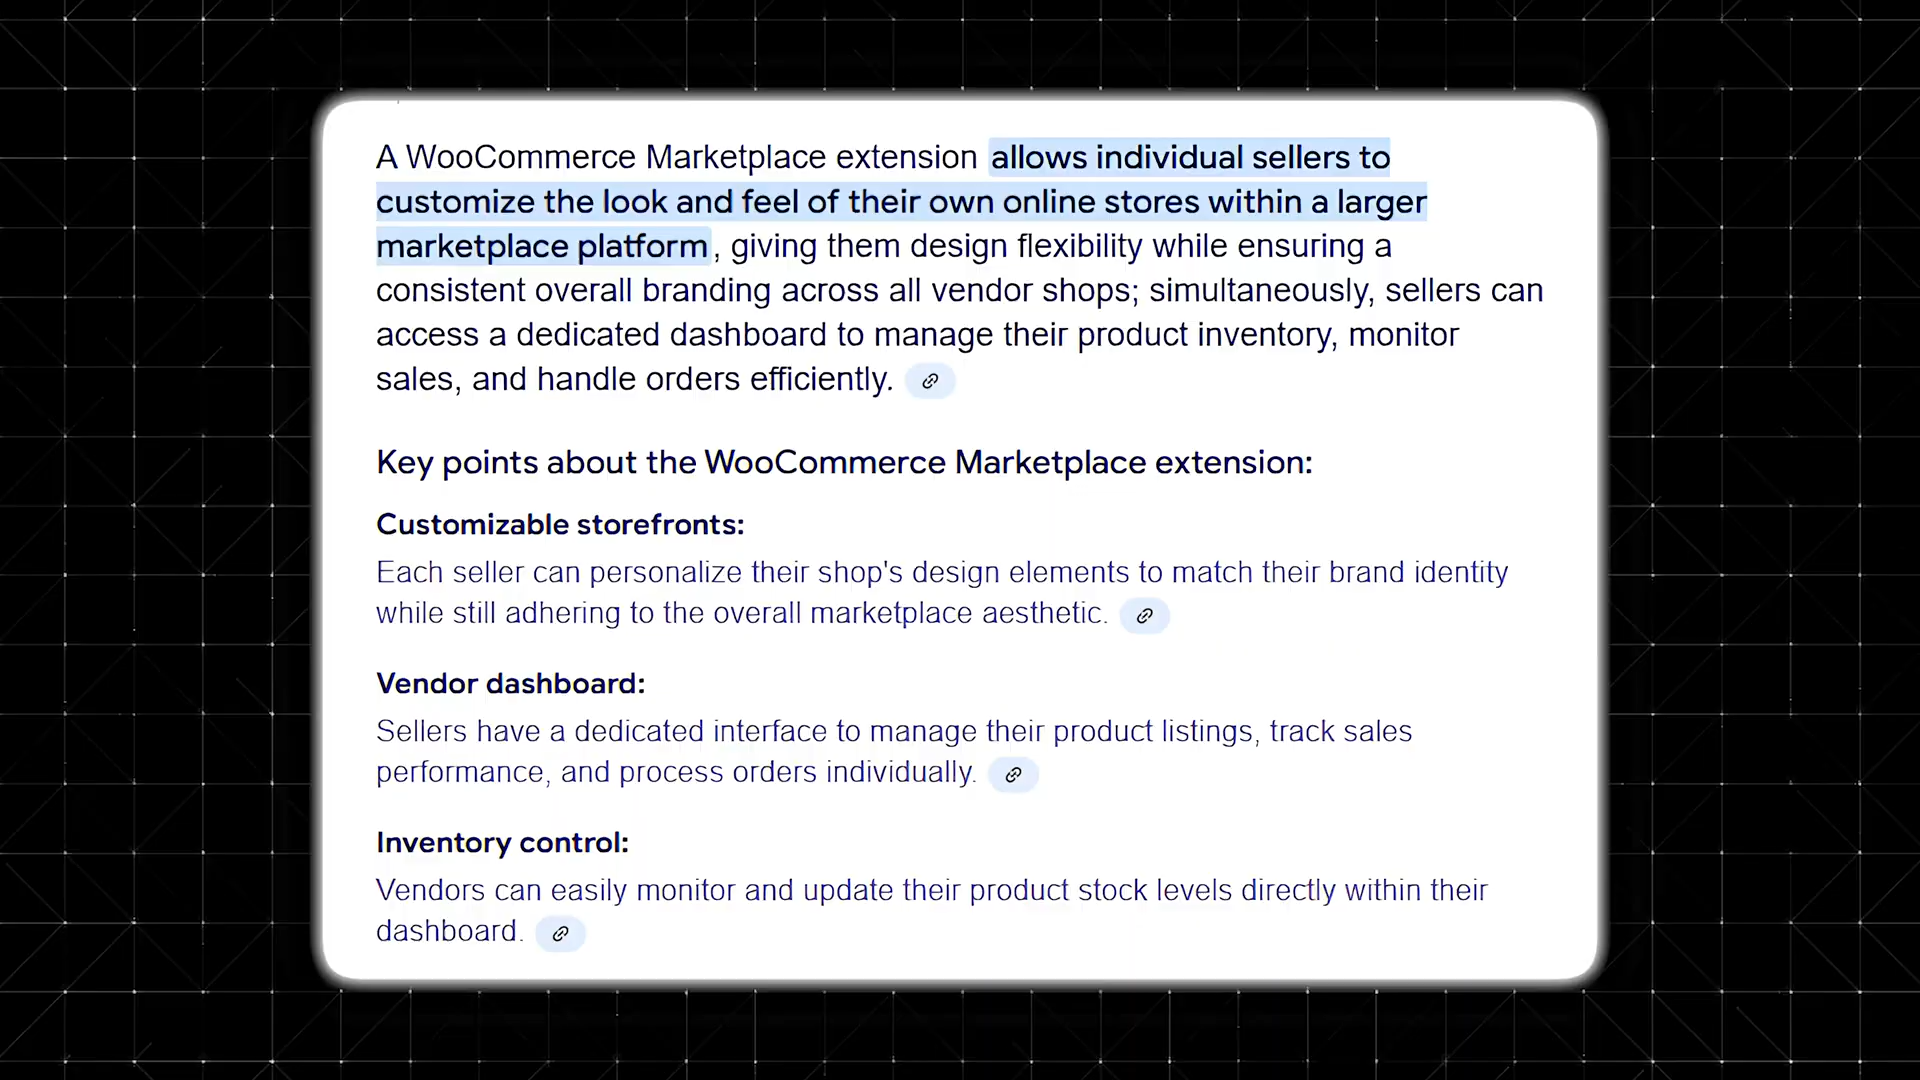 A WooCommerce Marketplace extension allows individual sellers to
customize the look and feel of their own online stores within a larger
marketplace platform, giving them design flexibility while ensuring a
consistent overall branding across all vendor shops; simultaneously, sellers can
access a dedicated dashboard to manage their product inventory, monitor
sales, and handle orders efficiently.
Key points about the WooCommerce Marketplace extension:
Customizable storefronts:
Each seller can personalize their shop's design elements to match their brand identity
while still adhering to the overall marketplace aesthetic.
Vendor dashboard:
Sellers have a dedicated interface to manage their product listings, track sales
performance, and process orders individually.
Inventory control:
Vendors can easily monitor and update their product stock levels directly within their
dashboard.